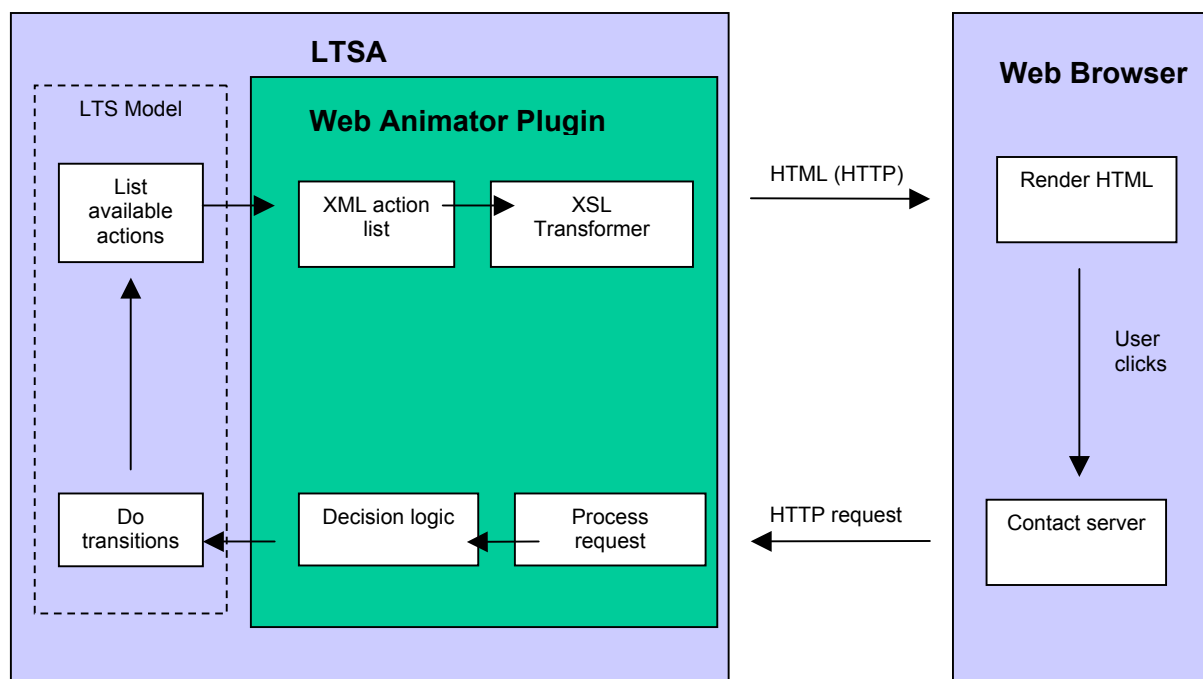 LTSA
Web Browser
LTS Model
Web Animator Plugin
List
available
actions
XML action
list
XSL
Transformer
HTML (HTTP)
Render HTML
User
clicks
Do
transitions
Decision logic
Process
request
HTTP request
Contact server